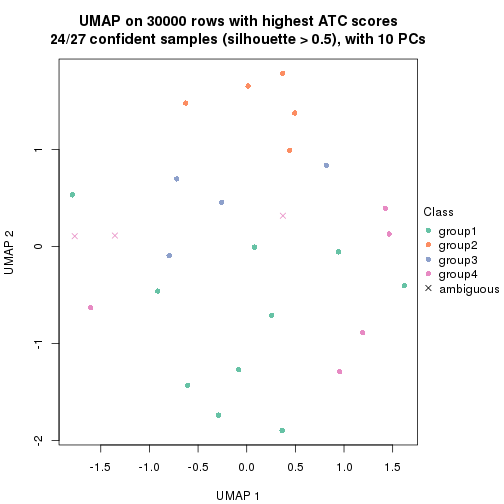 UMAP on 30000 rows with highest ATC scores
24/27 confident samples (silhouette > 0.5), with 10 PCs
UMAP 2
1
0
-1
-2
-1.5 -1.0 -0.5 0.0 0.5 1.0 1.5
UMAP 1
Class
group1
group2
group3
group4
ambiguous